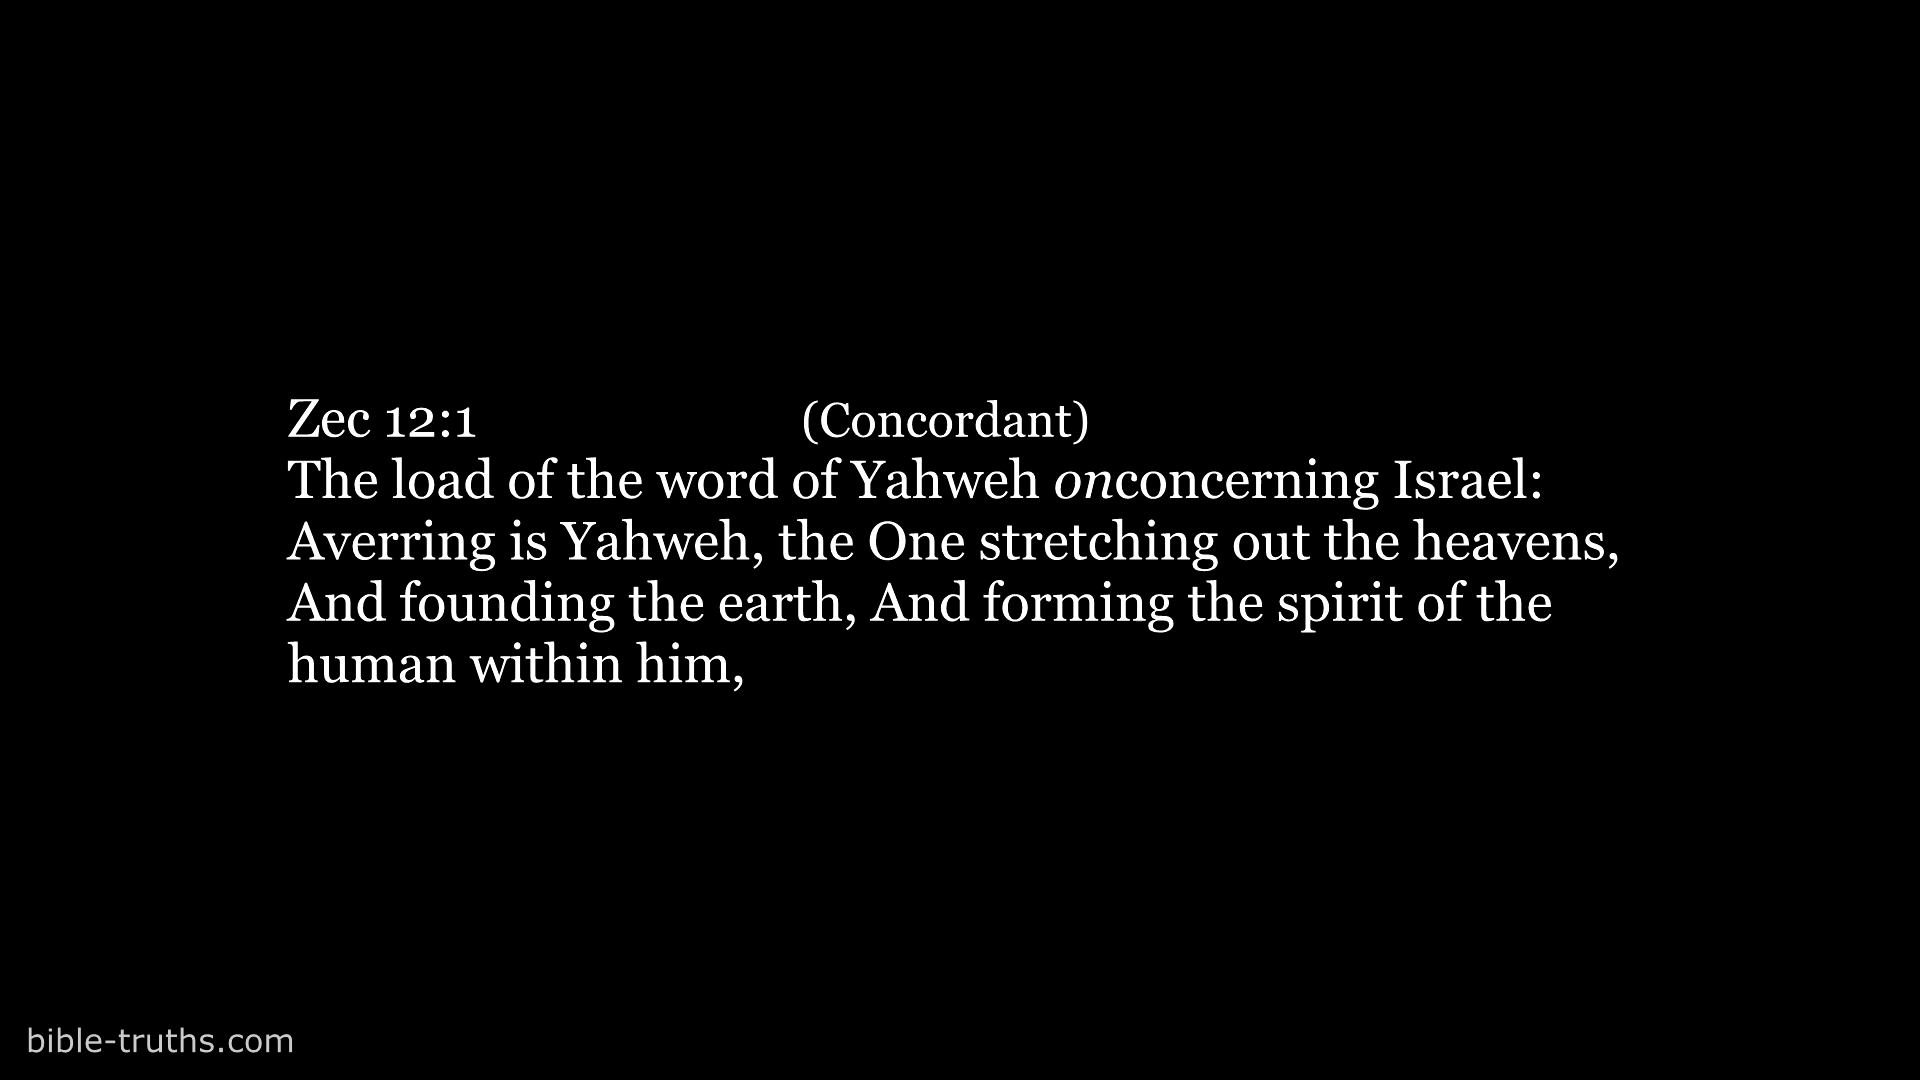 Zec 12:1 (Concordant)
The load of the word of Yahweh onconcerning Israel:
Averring is Yahweh, the One stretching out the heavens,
And founding the earth, And forming the spirit of the
human within him,
bible-truths.com